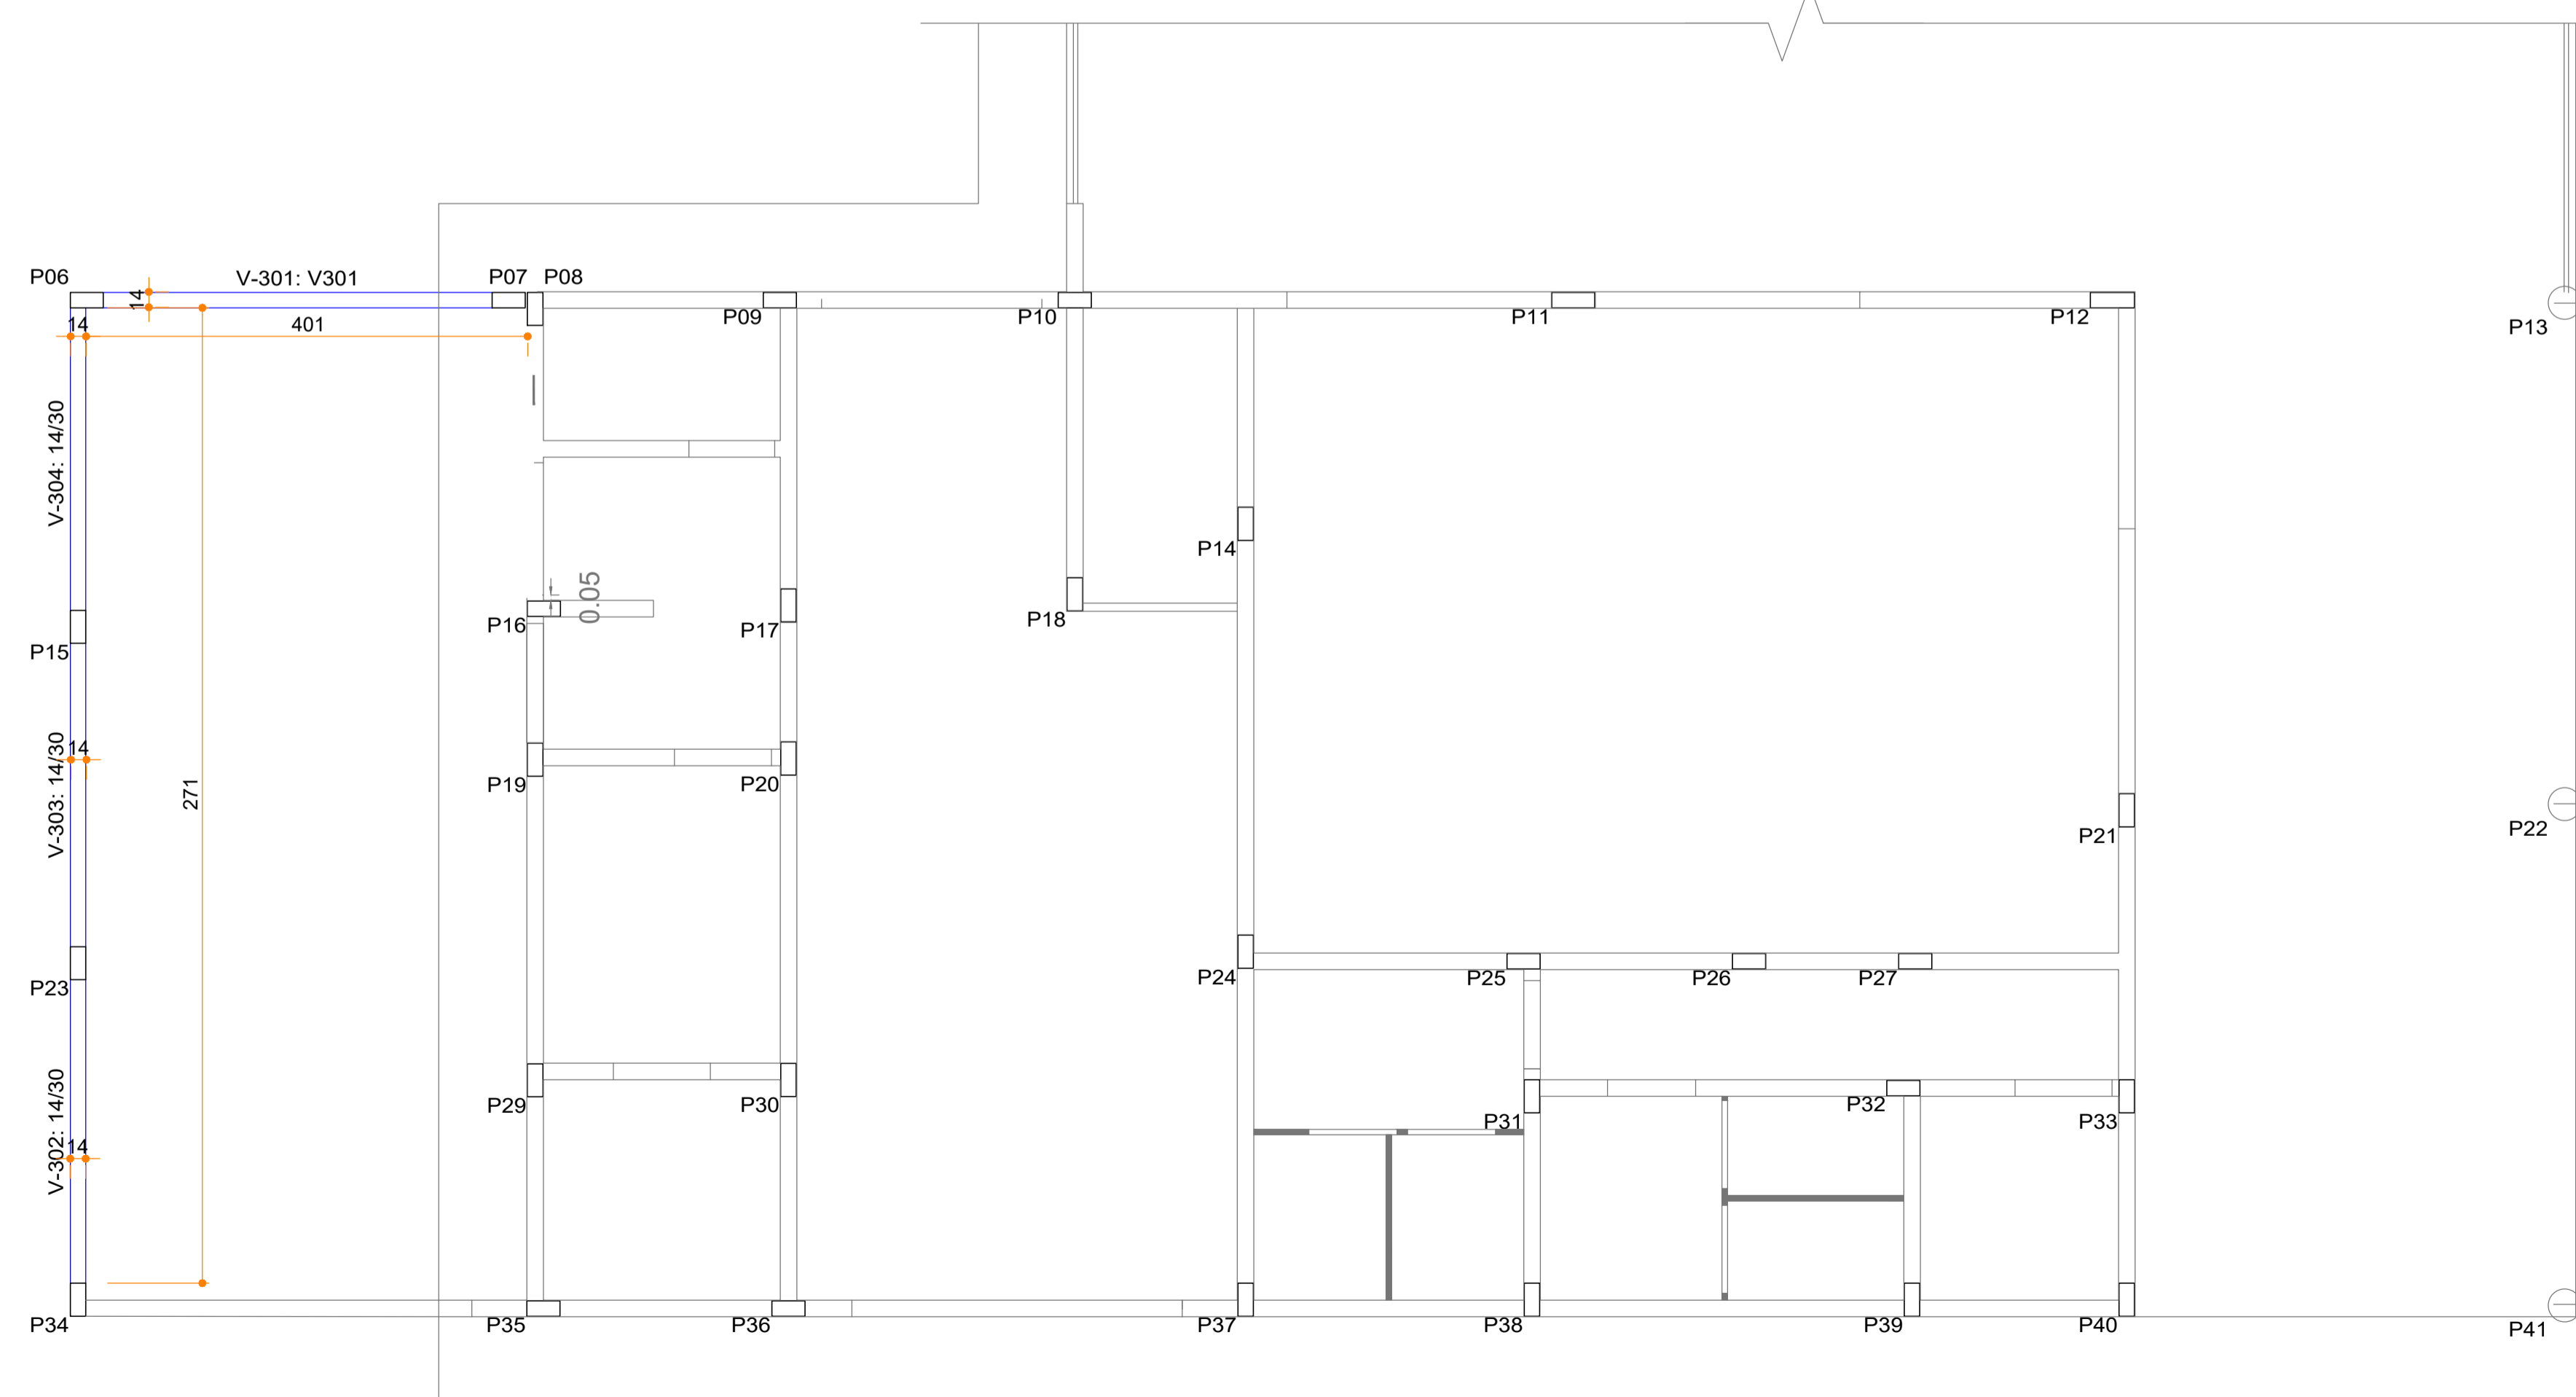 P06
V-301: V301
P07
P08
14
14
401
P09
P10
P11
P12
P13
V-304: 14/30
P14
0.05
P15
P16
P17
P18
V-303: 14/30
14
271
P19
P20
P21
P22
P23
P24
P25
P26
P27
V-302: 14/30
14
P29
P30
P31
P32
P33
P34
P35
P36
P37
P38
P39
P40
P41